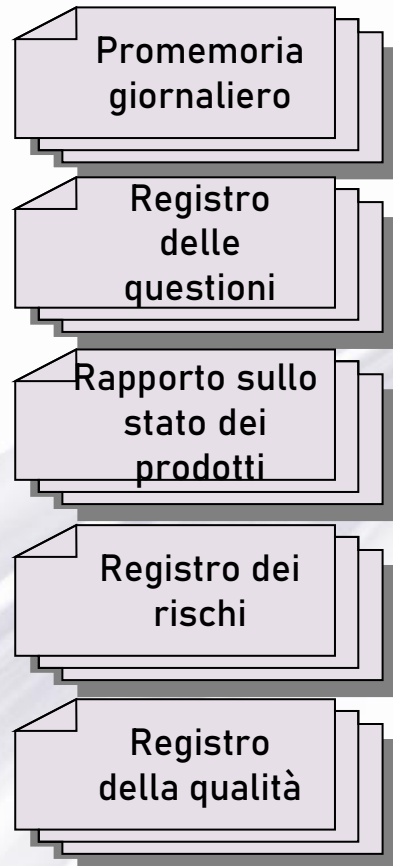 Promemoria
giornaliero
Registro
delle
questioni
Rapporto sullo
stato dei
prodotti
Registro dei
rischi
Registro
della qualità